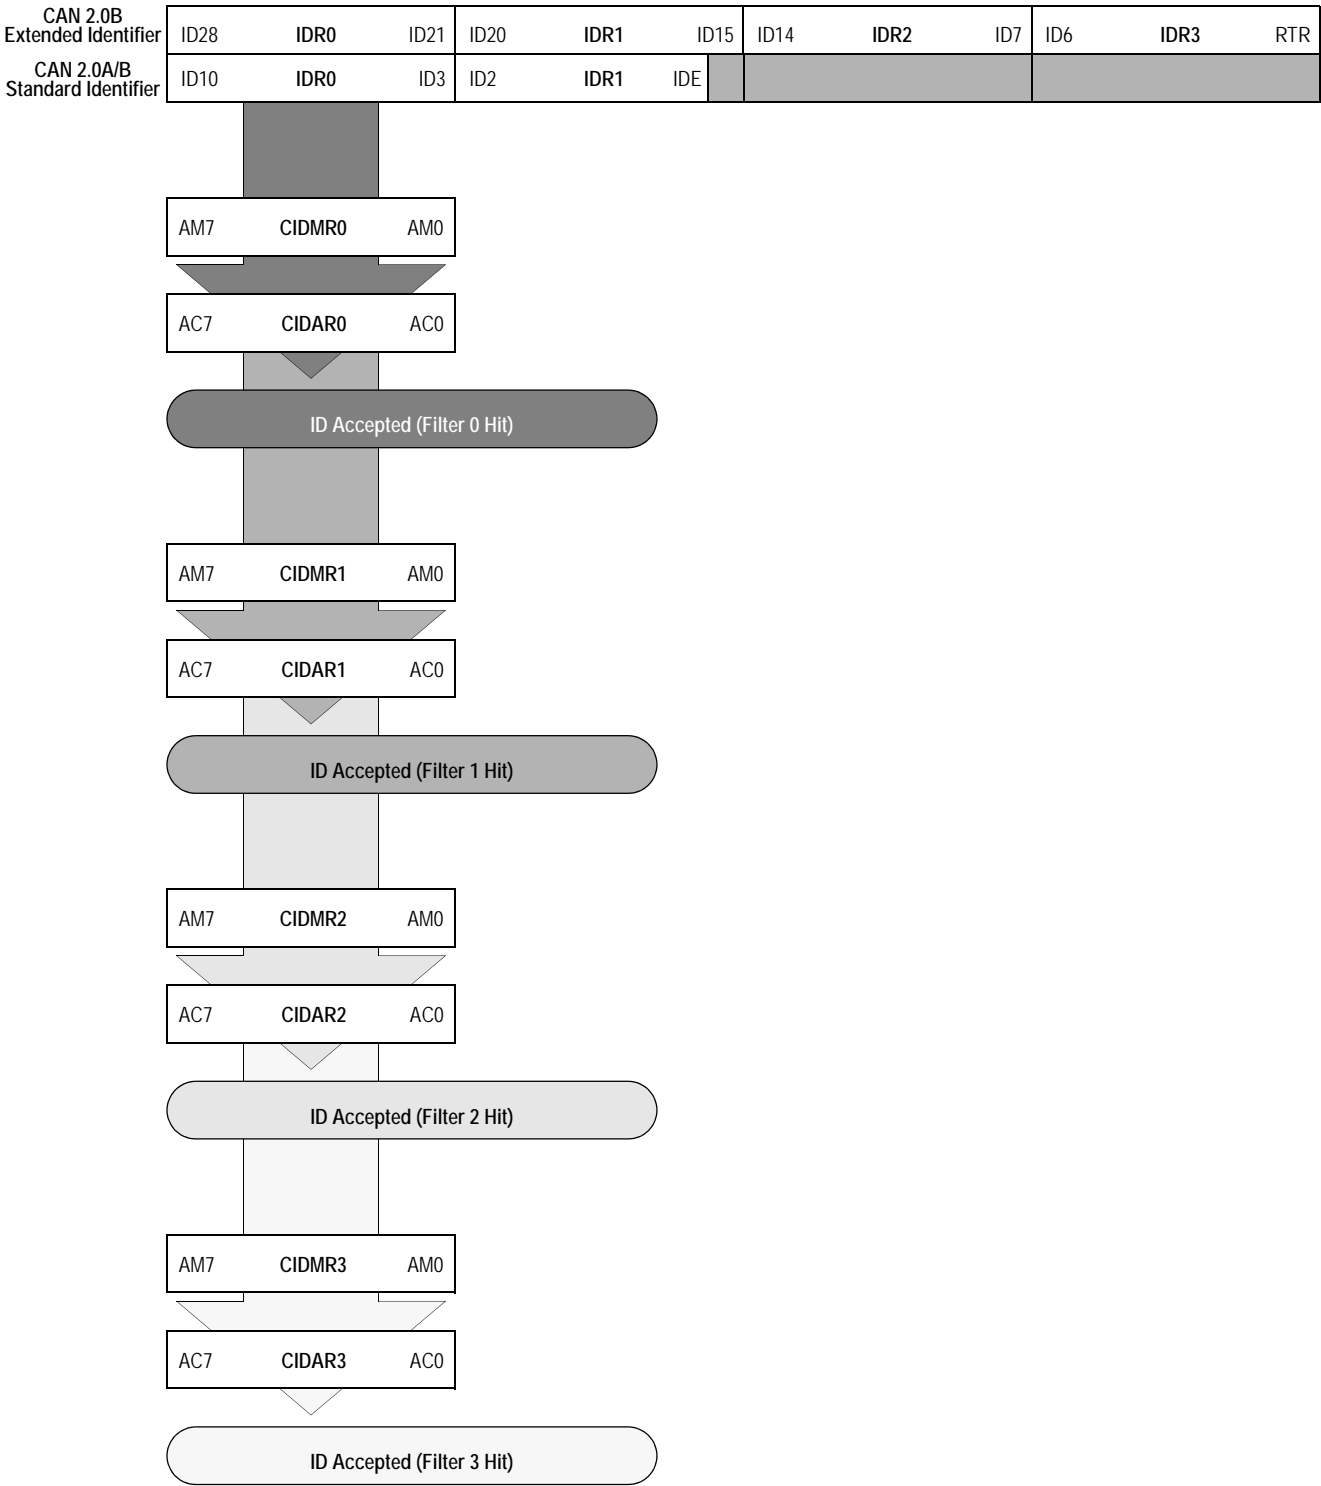 CAN 2.0B
Extended Identifier ID28 IDR0 ID21 ID20 IDR1 ID15 ID14 IDR2 ID7 ID6 IDR3 RTR
CAN 2.0A/B
Standard Identifier ID10 IDR0 ID3 ID2 IDR1 IDE
AM7 CIDMR0 AM0
AC7 CIDAR0 AC0
ID Accepted (Filter 0 Hit)
AM7 CIDMR1 AM0
AC7 CIDAR1 AC0
ID Accepted (Filter 1 Hit)
AM7 CIDMR2 AM0
AC7 CIDAR2 AC0
ID Accepted (Filter 2 Hit)
AM7 CIDMR3 AM0
AC7 CIDAR3 AC0
ID Accepted (Filter 3 Hit)